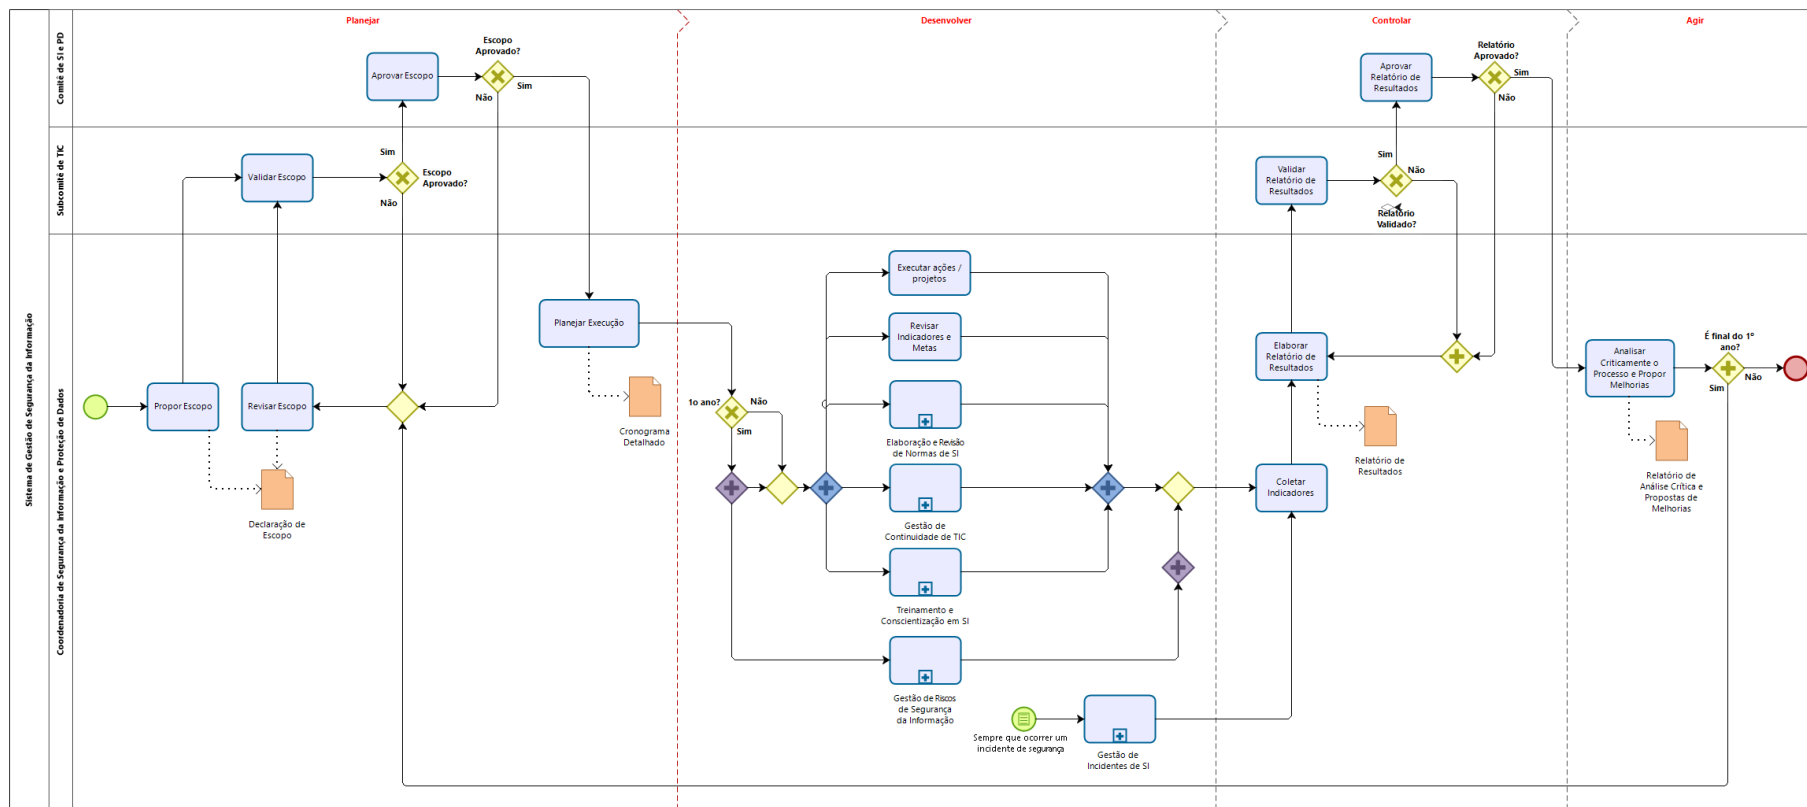 Planejar
Desenvolver
Controlar
Agir
Sistema de Gestão de Segurança da Informação
Comitê de SI e PD
Subcomitê de TIC
Coordenadoria de Segurança da Informação e Proteção de Dados
Aprovar Escopo
Escopo
Aprovado?
Sim
Não
Validar Escopo
Sim
Escopo
Aprovado?
Não
Propor Escopo
Revisar Escopo
Declaração de
Escopo
Planejar Execução
Cronograma
Detalhado
1o ano?
Não
Sim
Executar ações /
projetos
Revisar
Indicadores e
Metas
Elaboração e Revisão
de Normas de SI
Gestão de
Continuidade de TIC
Treinamento e
Conscientização em SI
Gestão de Riscos
de Segurança
da Informação
Sempre que ocorrer um
incidente de segurança
Gestão de
Incidentes de SI
Aprovar
Relatório de
Resultados
Relatório
Aprovado?
Sim
Não
Validar
Relatório de
Resultados
Sim
Não
Relatório
Validado?
Elaborar
Relatório de
Resultados
Relatório de
Resultados
Coletar
Indicadores
Analisar
Criticamente o
Processo e Propor
Melhorias
É final do 1º
ano?
Não
Sim
Relatório de
Análise Crítica e
Propostas de
Melhorias